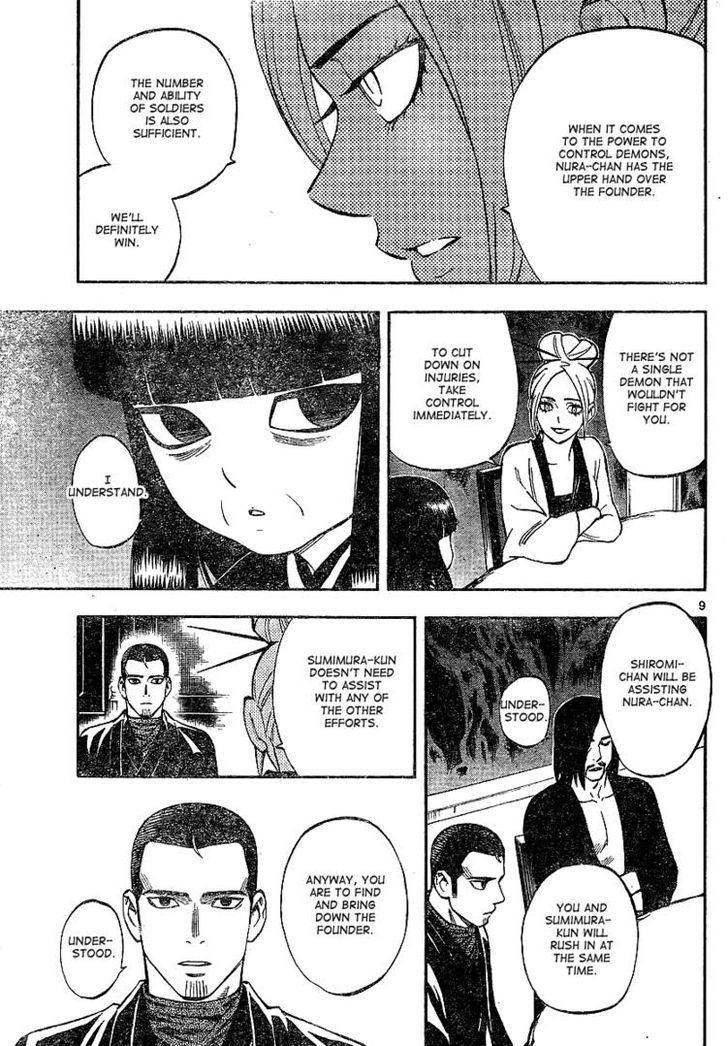 WHEN IT COMES
TO THE POWER TO
CONTROL DEMONS,
NURA-CHAN HAS THE
UPPER HAND OVER
THE FOUNDER.
THE NUMBER
AND ABILITY
OF SOLDIERS
IS ALSO
SUFFICIENT.
WE'LL
DEFINITELY
WIN.
THERE'S NOT
A SINGLE
DEMON THAT
WOULDN'T
FIGHT FOR
YOU.
TO CUT
DOWN ON
INJURIES,
TAKE
CONTROL
IMMEDIATELY.
I
UNDERSTAND.
9
SHIROMI-
CHAN WILL BE
ASSISTING
NURA-CHAN.
UNDER-
STOOD.
YOU AND
SUMIMURA-
KUN WILL
RUSH IN AT
THE SAME
TIME.
SUMIMURA-KUN
DOESN'T NEED
TO ASSIST
WITH ANY OF
THE OTHER
EFFORTS.
ANYWAY, YOU
ARE TO FIND
AND BRING
DOWN THE
FOUNDER.
UNDER-
STOOD.